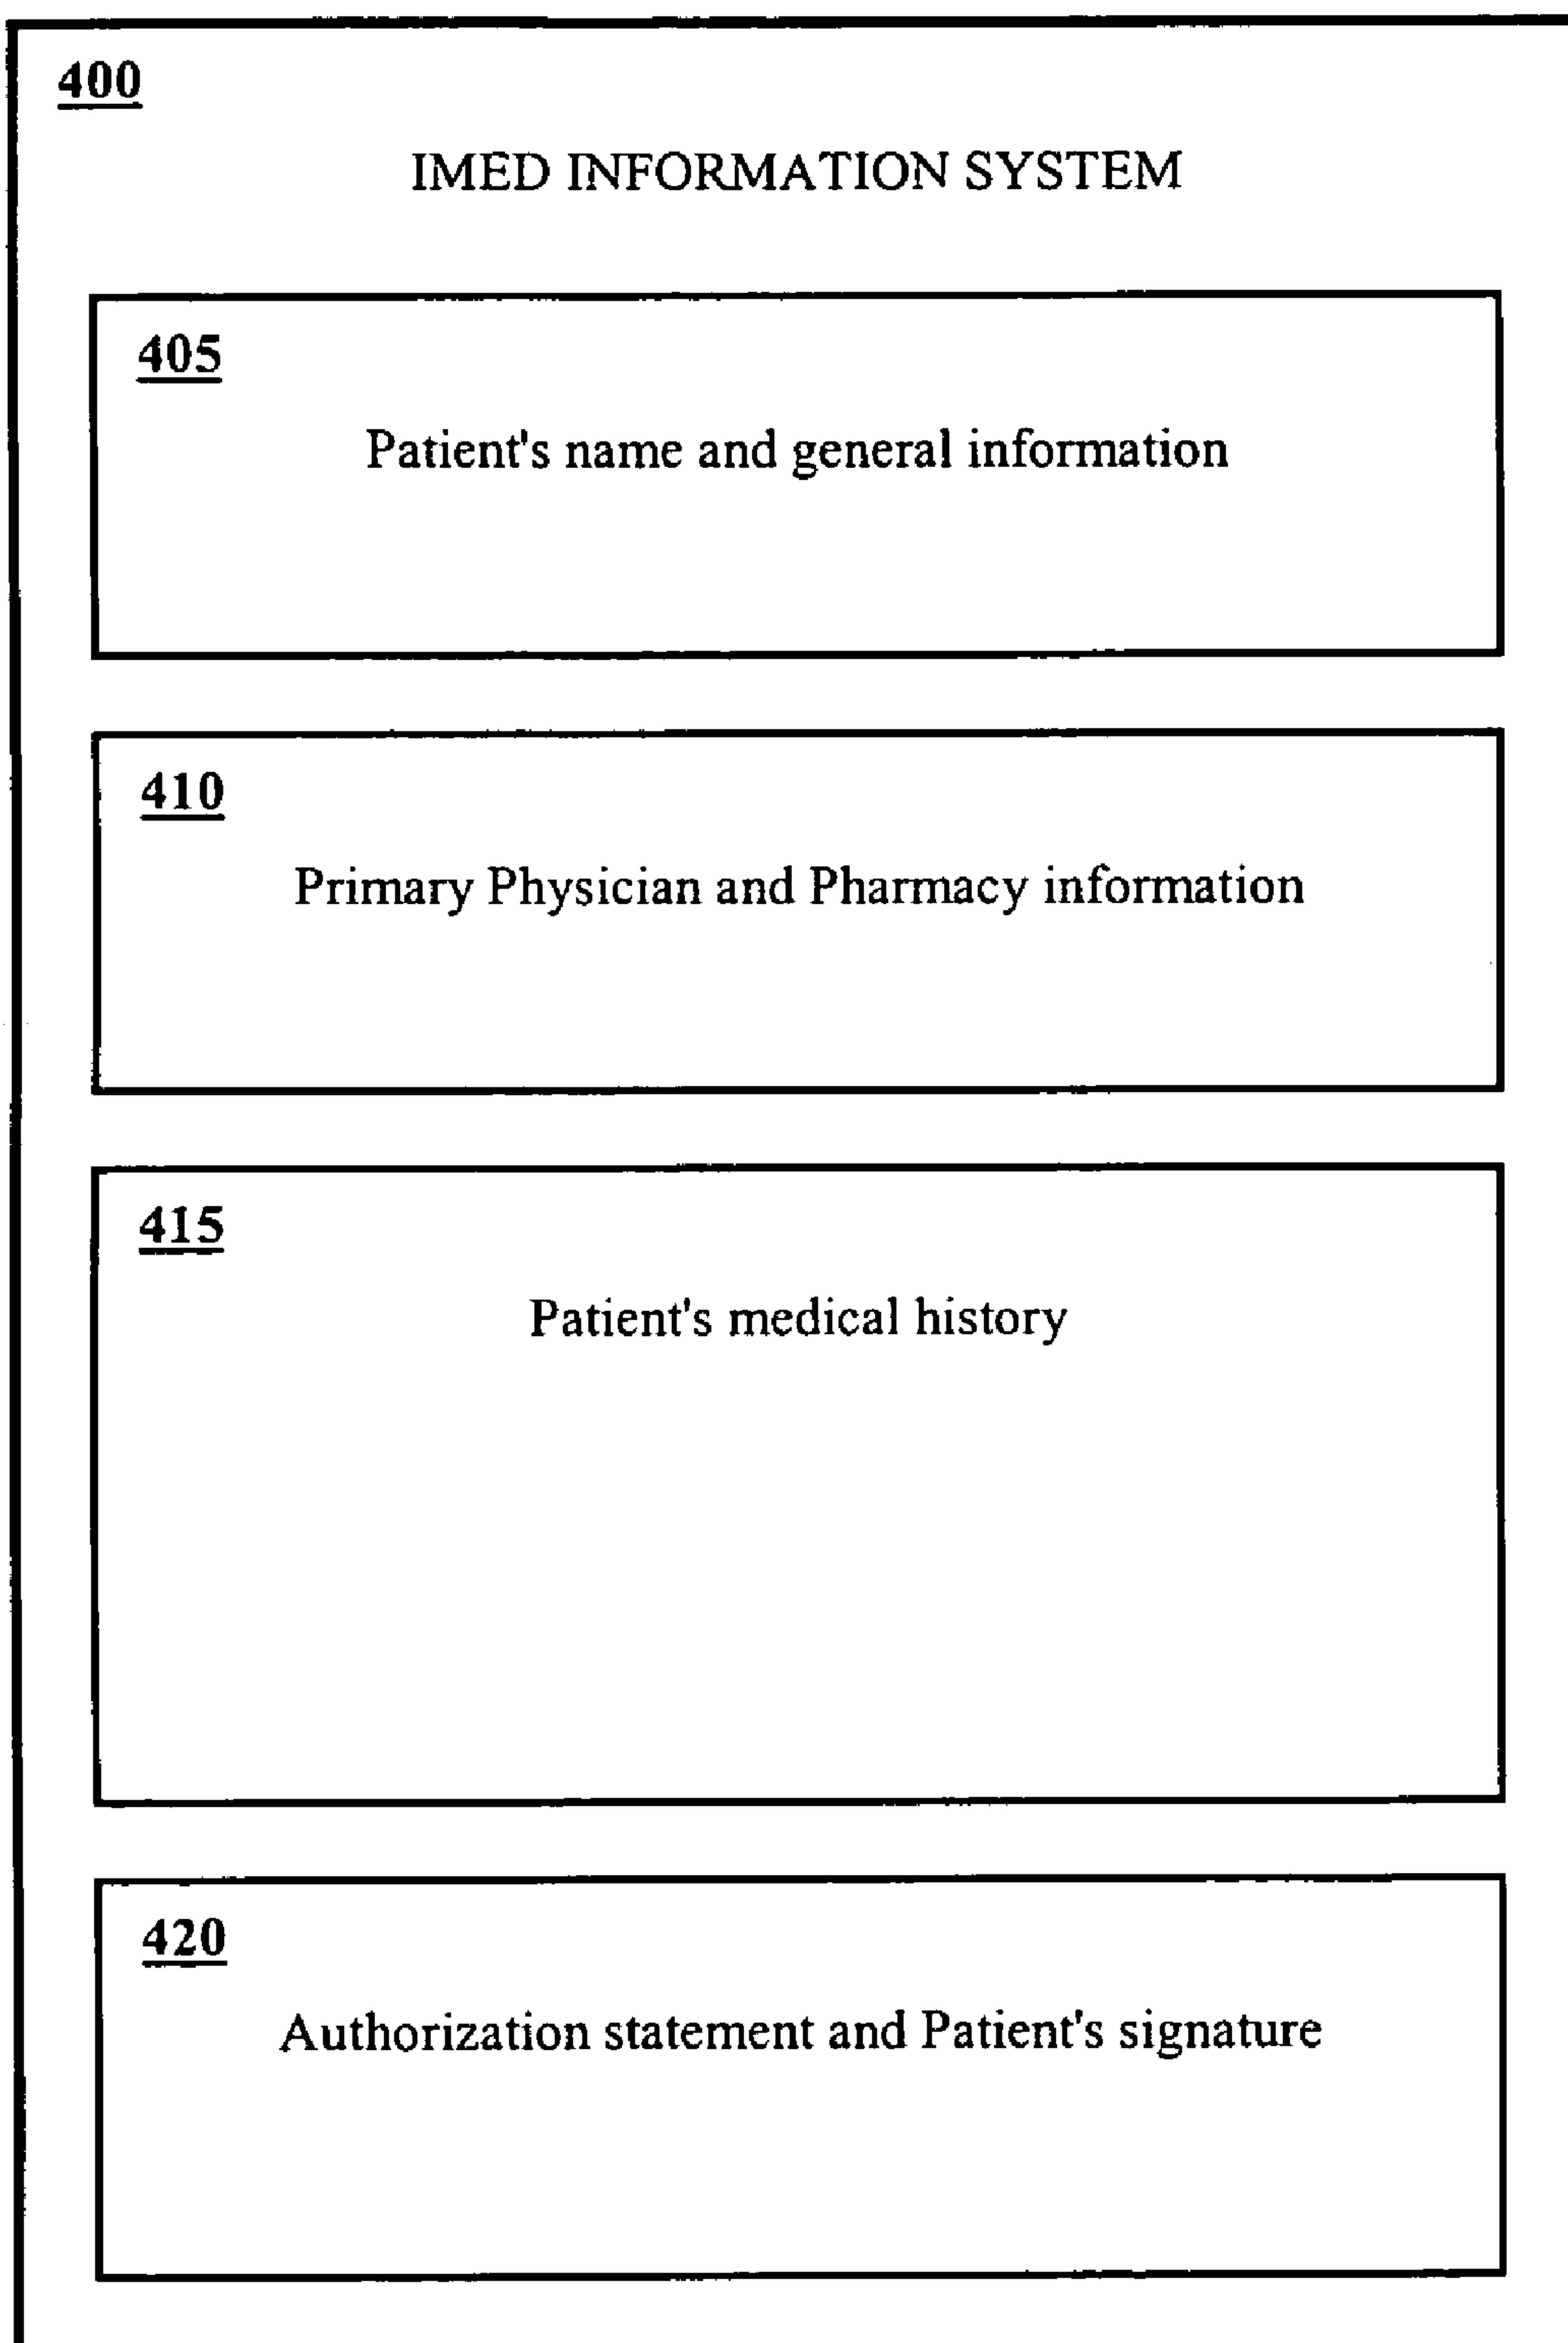 400
IMED INFORMATION SYSTEM
405
Patient's name and general information
410
Primary Physician and Pharmacy information
415
Patient's medical history
420
Authorization statement and Patient's signature